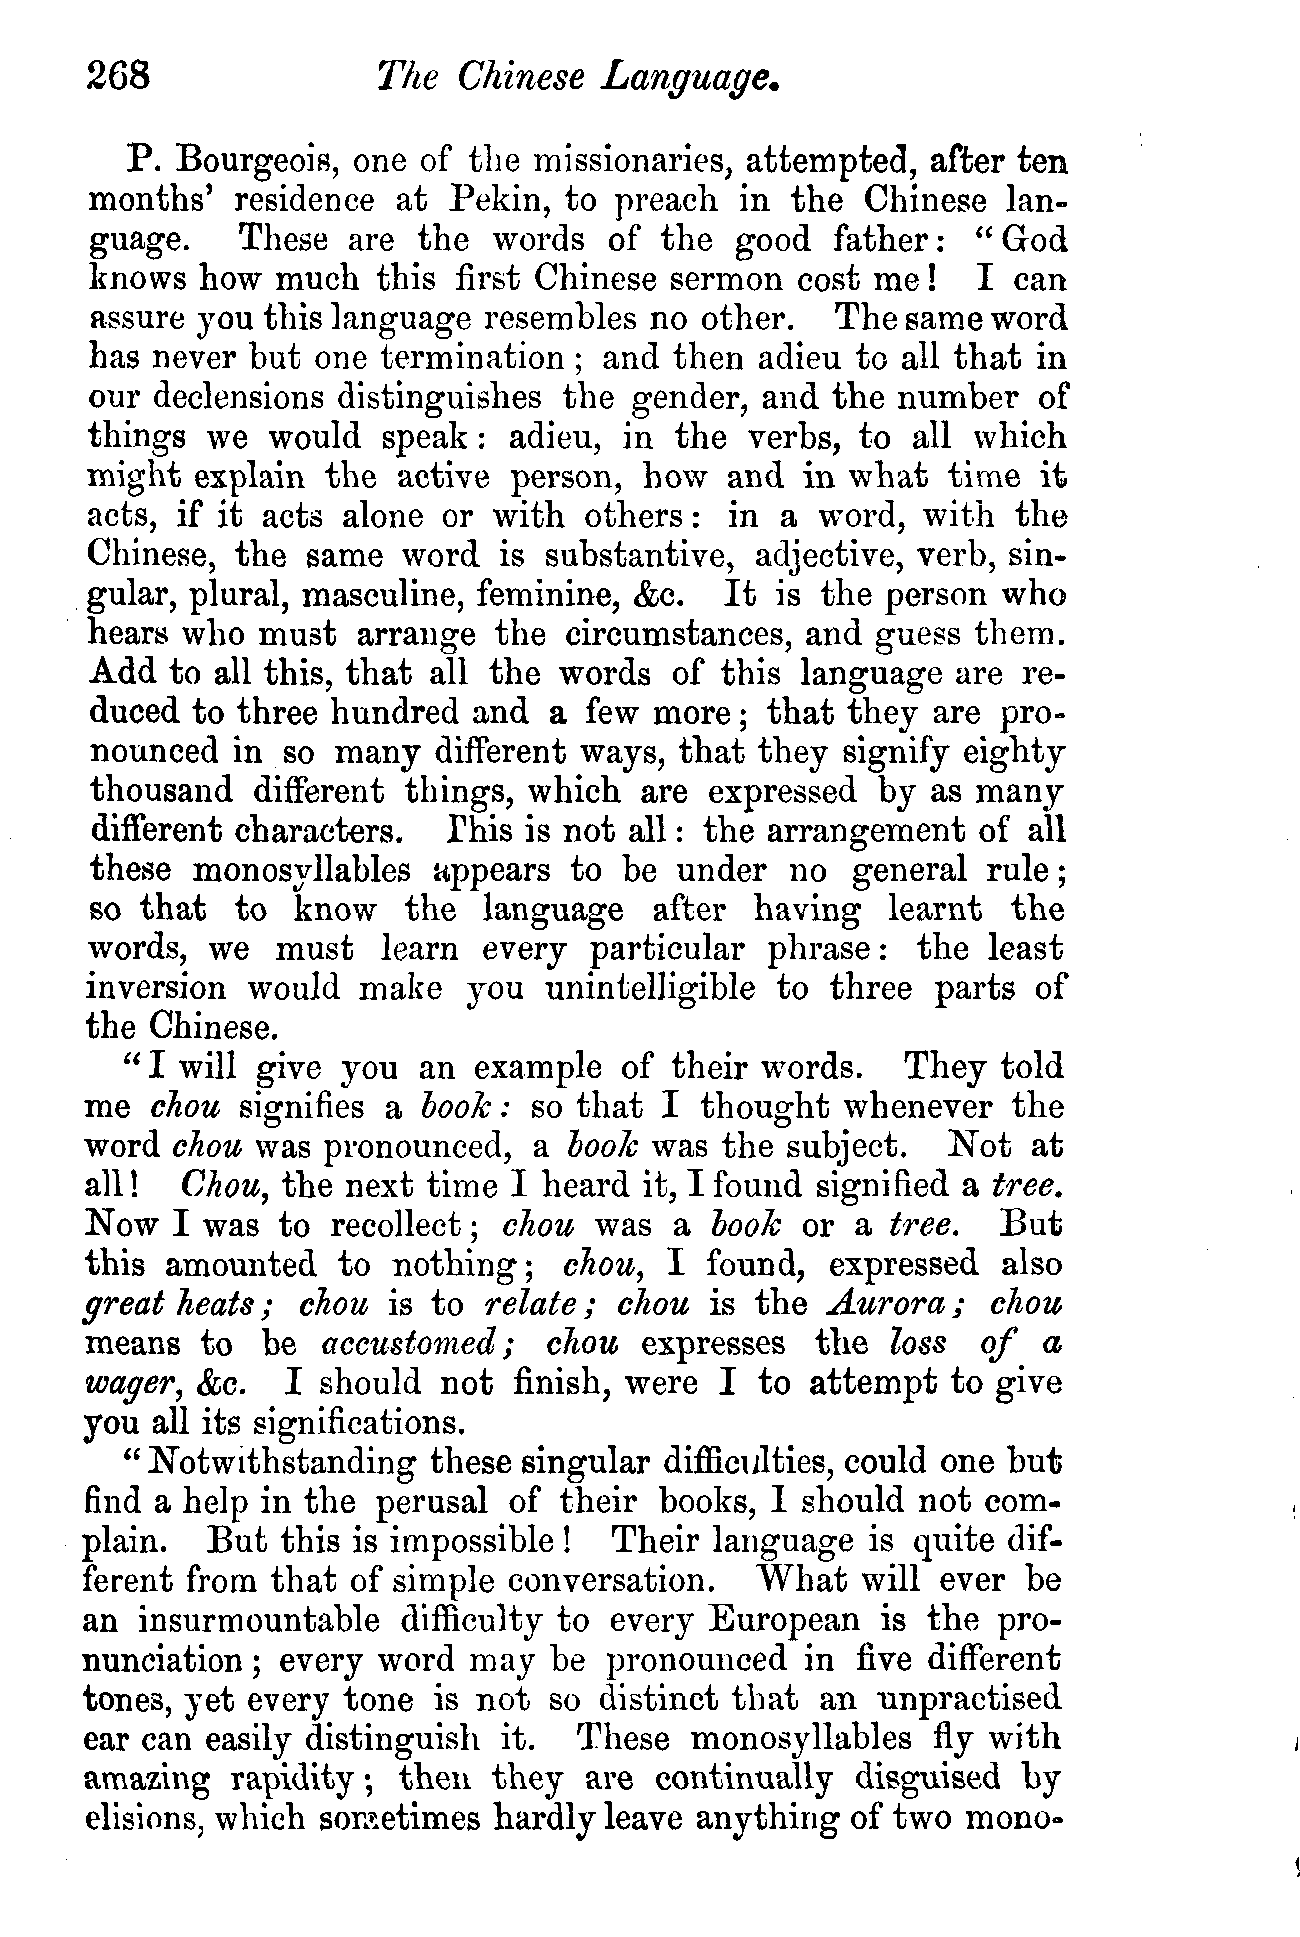 268 The Chinese Language.
P. Bourgeois, one of the missionaries, attempted, after ten
months' residence at Pekin, to preach in the Chinese lan-
guage. These are the words of the good father: "God
knows how much this first Chinese sermon cost me! I can
assure you this language resembles no other. The same word
has never but one termination; and then adieu to all that in
our declensions distinguishes the gender, and the number of
things we would speak: adieu, in the verbs, to all which
might explain the active person, how and in what time it
acts, if it acts alone or with others: in a word, with the
Chinese, the same word is substantive, adjective, verb, sin-
gular, plural, masculine, feminine, &c. It is the person who
hears who must arrange the circumstances, and guess them.
Add to all this, that all the words of this language are re-
duced to three hundred and a few more; that they are pro-
nounced in so many different ways, that they signify eighty
thousand different things, which are expressed by as many
different characters. This is not all: the arrangement of all
these monosyllables appears to be under no general rule;
so that to know the language after having learnt the
words, we must learn every particular phrase: the least
inversion would make you unintelligible to three parts of
the Chinese.
"I will give you an example of their words. They told
me chou signifies a book: so that I thought whenever the
word chou was pronounced, a book was the subject. Not at
all! Chou, the next time I heard it, I found signified a tree.
Now I was to recollect; chou was a book or a tree. But
this amounted to nothing; chou, I found, expressed also
great heats; chou is to relate; chou is the Aurora; chou
means to be accustomed; chou expresses the loss of a
wager, &c. I should not finish, were I to attempt to give
you all its significations.
"Notwithstanding these singular difficulties, could one but
find a help in the perusal of their books, I should not com-
plain. But this is impossible! Their language is quite dif-
ferent from that of simple conversation. What will ever be
an insurmountable difficulty to every European is the pro-
nunciation; every word may be pronounced in five different
tones, yet every tone is not so distinct that an unpractised
ear can easily distinguish it. These monosyllables fly with
amazing rapidity; then they are continually disguised by
elisions, which sometimes hardly leave anything of two mono-